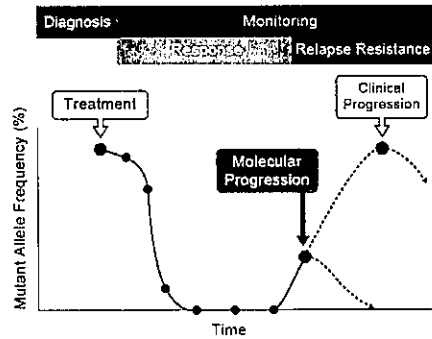 Diagnosis Monitoring
Response Relapse Resistance
Treatment
Clinical
Progression
Molecular
Progression
Mutant Allele Frequency (%)
Time